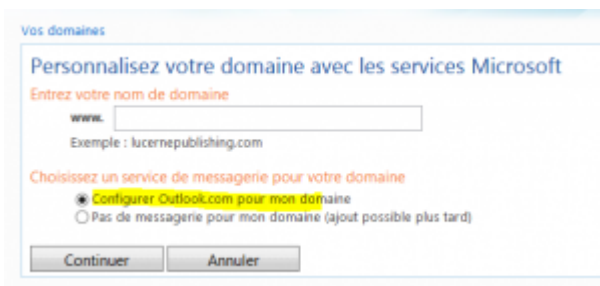 Vos domaines
Personnalisez votre domaine avec les services Microsoft
Entrez votre nom de domaine
www.
Exemple : lucernepublishing.com
Choisissez un service de messagerie pour votre domaine
Configurer Outlook.com pour mon domaine
Pas de messagerie pour mon domaine (ajout possible plus tard)
Continuer Annuler